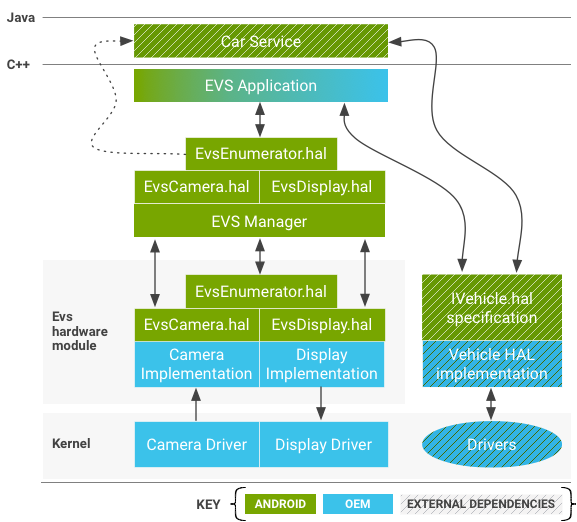 Java
Car Service
C++
EVS Application
EvsEnumerator.hal
EvsCamera.hal
EvsDisplay.hal
EVS Manager
Evs
hardware
module
EvsEnumerator.hal
EvsCamera.hal
EvsDisplay.hal
Camera
Implementation
Display
Implementation
IVehicle.hal
specification
Vehicle HAL
implementation
Kernel
Camera Driver
Display Driver
Drivers
KEY
ANDROID
OEM
EXTERNAL DEPENDENCIES